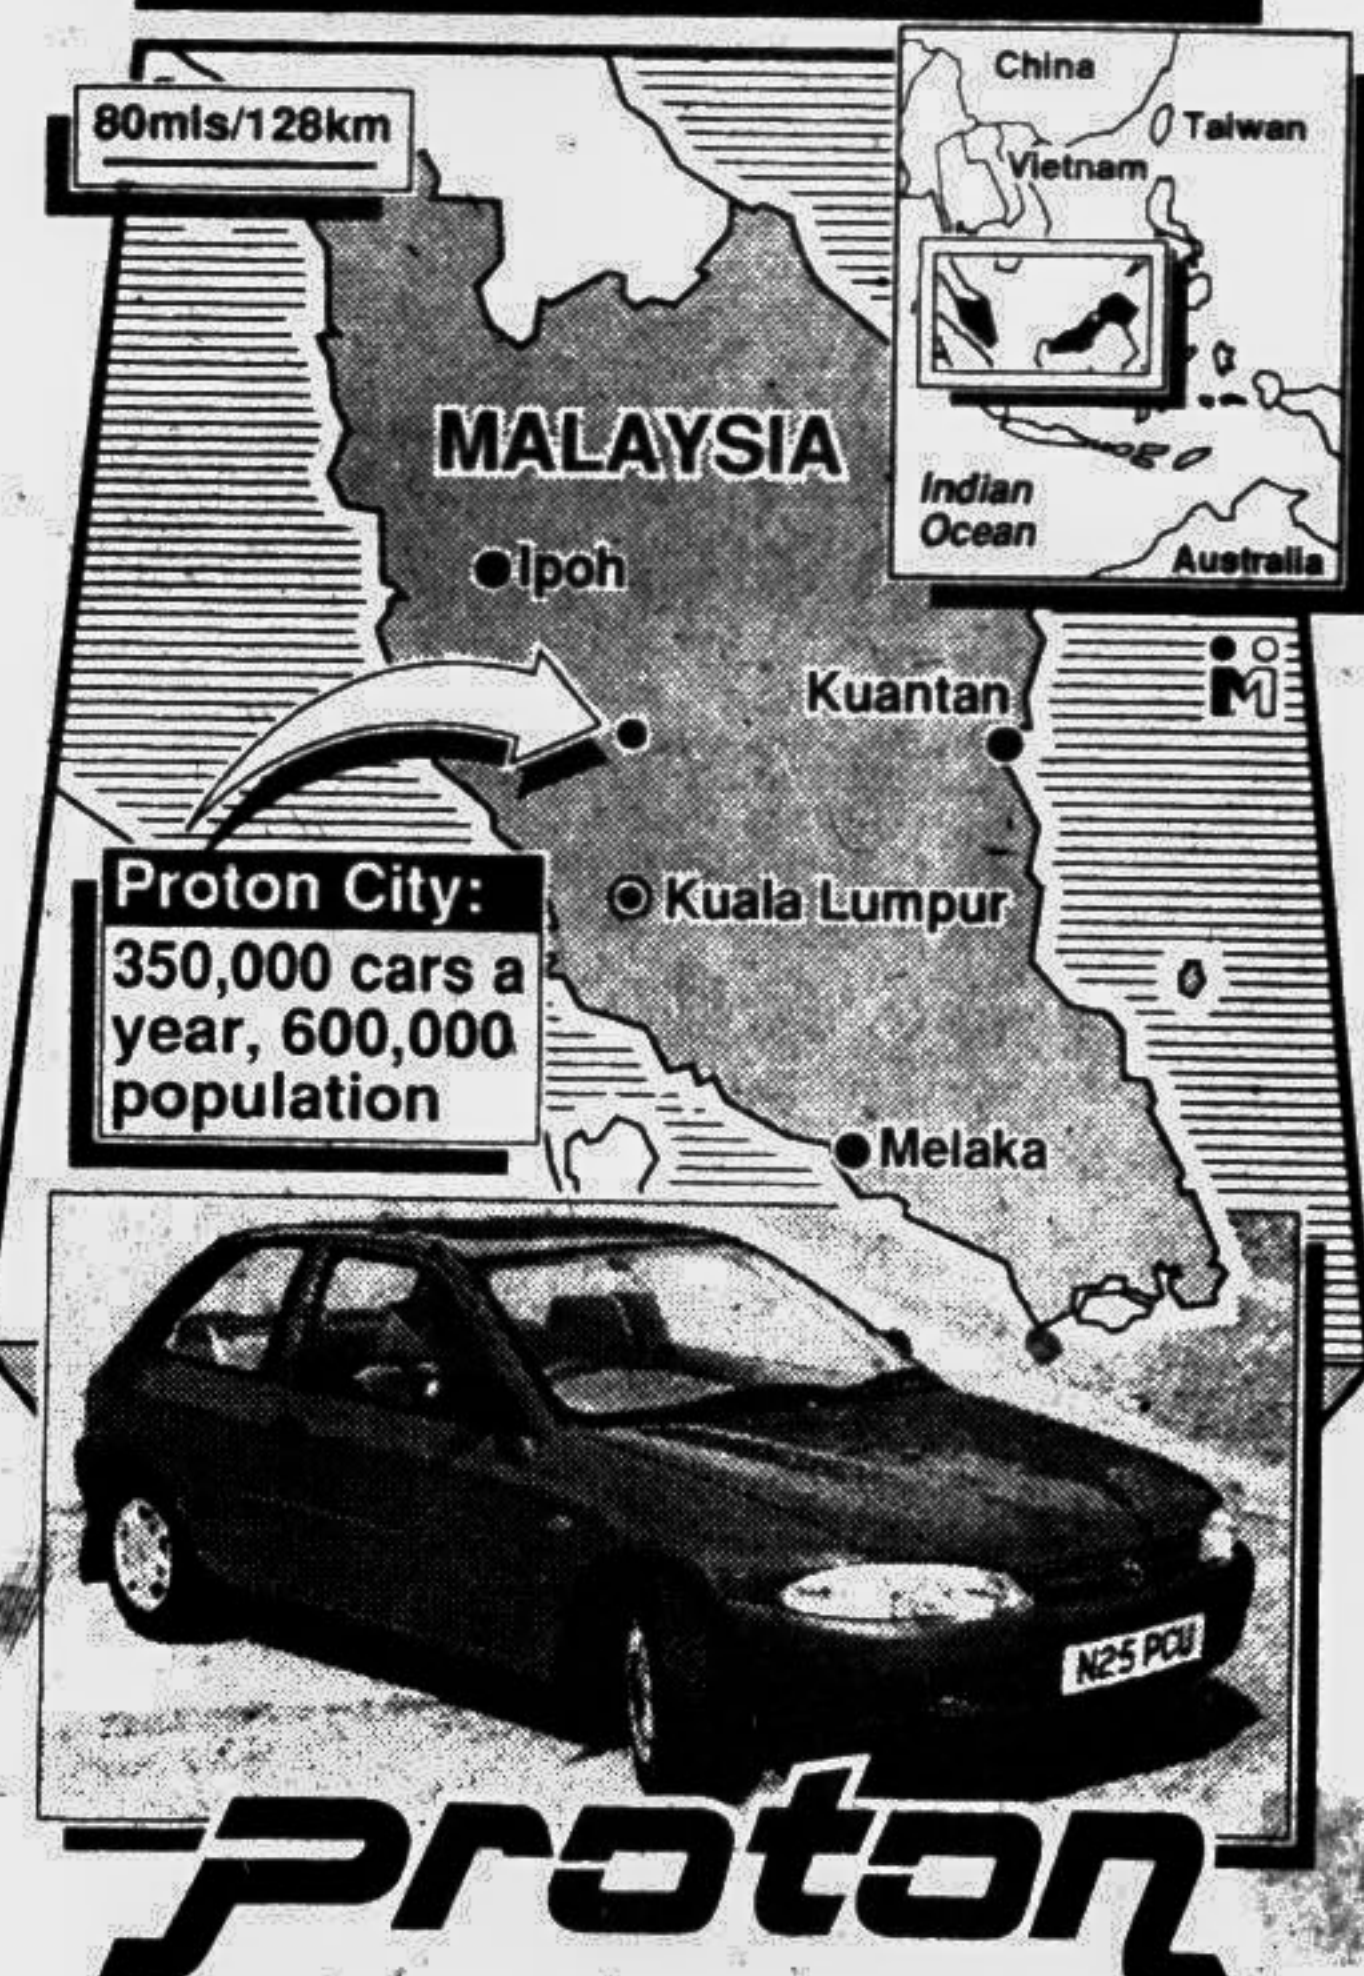 80mls/128km
China
Taiwan
Vietnam
Indian
Ocean
Australia
MALAYSIA
Ipoh
Kuantan
Proton City:
350,000 cars a
year, 600,000
population
Kuala Lumpur
Melaka
N25 PCU
proton